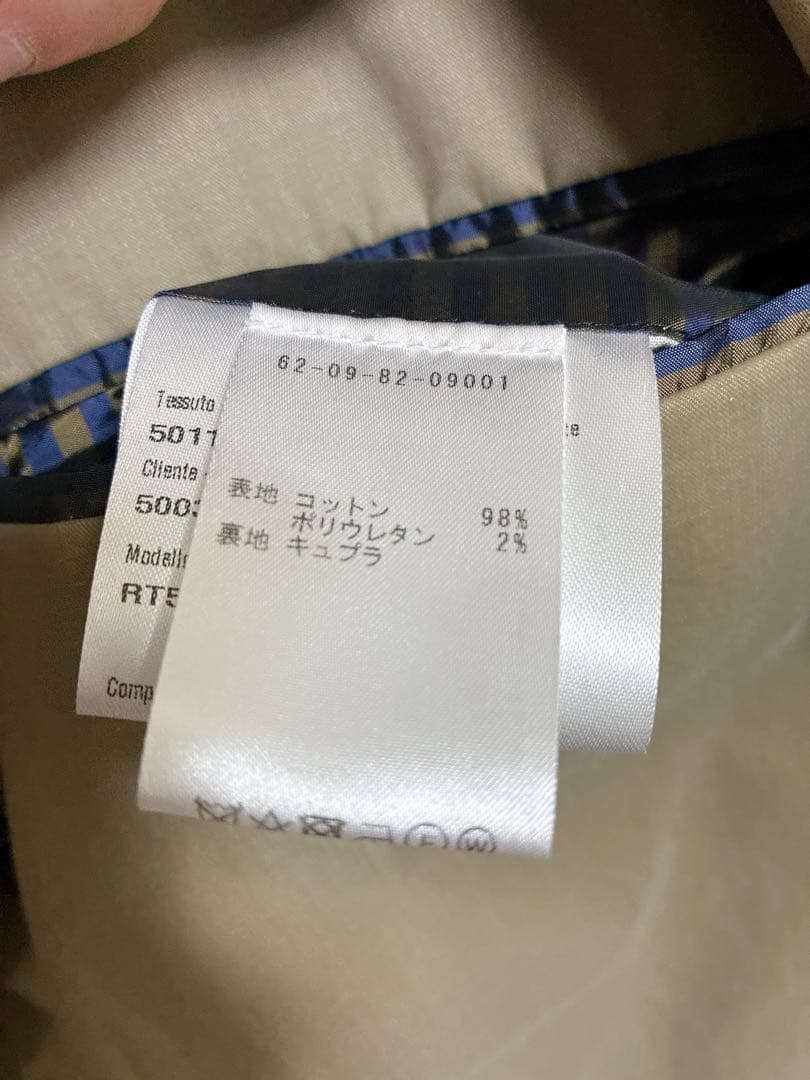 62-09-82-09001
表地 コットン 98%
ポリウレタン 2%
裏地 キュプラ
Tessuto
5011
Cliente
5003
Modell
RT5
Comp